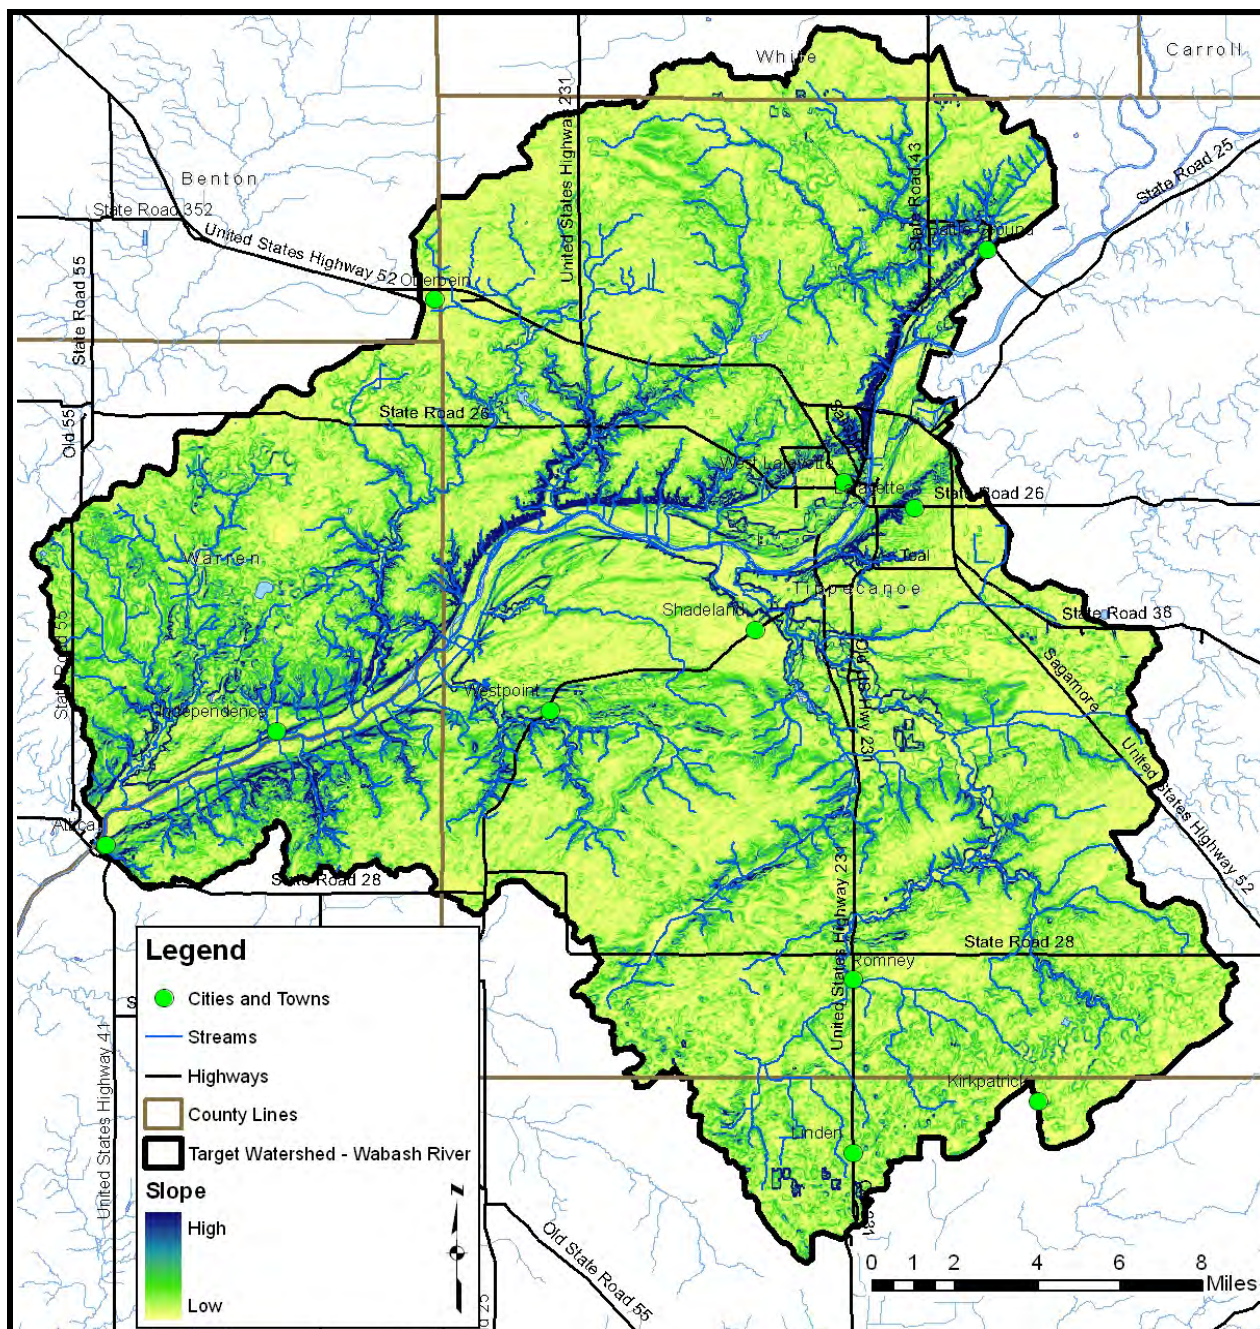 White
Carroll
United States Highway 231
State Road 43
State Road 25
Benton
State Road 352
United States Highway 52
State Road 55
Otterbein
Battle Ground
Old 55
State Road 26
West Lafayette
Lafayette
State Road 26
Warren
Teal
Tippecanoe
Shadeland
State Road 38
State Road 55
Old US Hwy 231
Sagamore
Westpoint
Independence
United States Highway 52
Attica
State Road 28
United States Highway 231
State Road 28
Romney
Kirkpatrick
Linden
United States Highway 41
Old State Road 55
Legend
Cities and Towns
Streams
Highways
County Lines
Target Watershed - Wabash River
Slope
High
Low
N
0 1 2 4 6 8
Miles